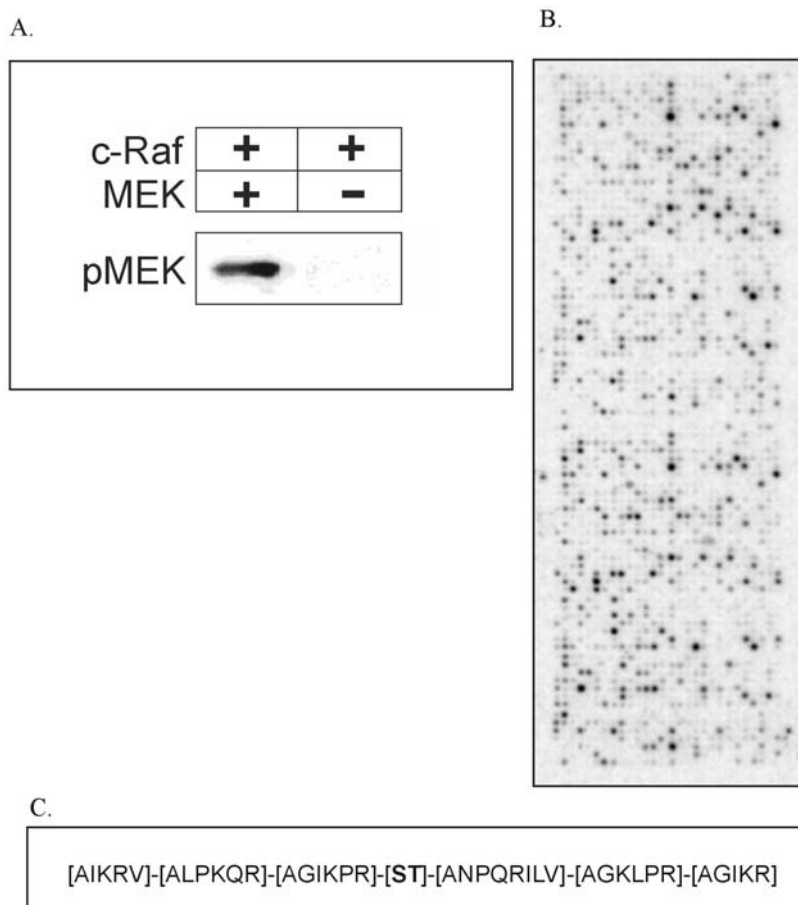 A.
B.
c-Raf + +
MEK + -
pMEK
C.
[AIKRV]-[ALPKQR]-[AGIKPR]-[ST]-[ANPQRILV]-[AGKLPR]-[AGIKR]